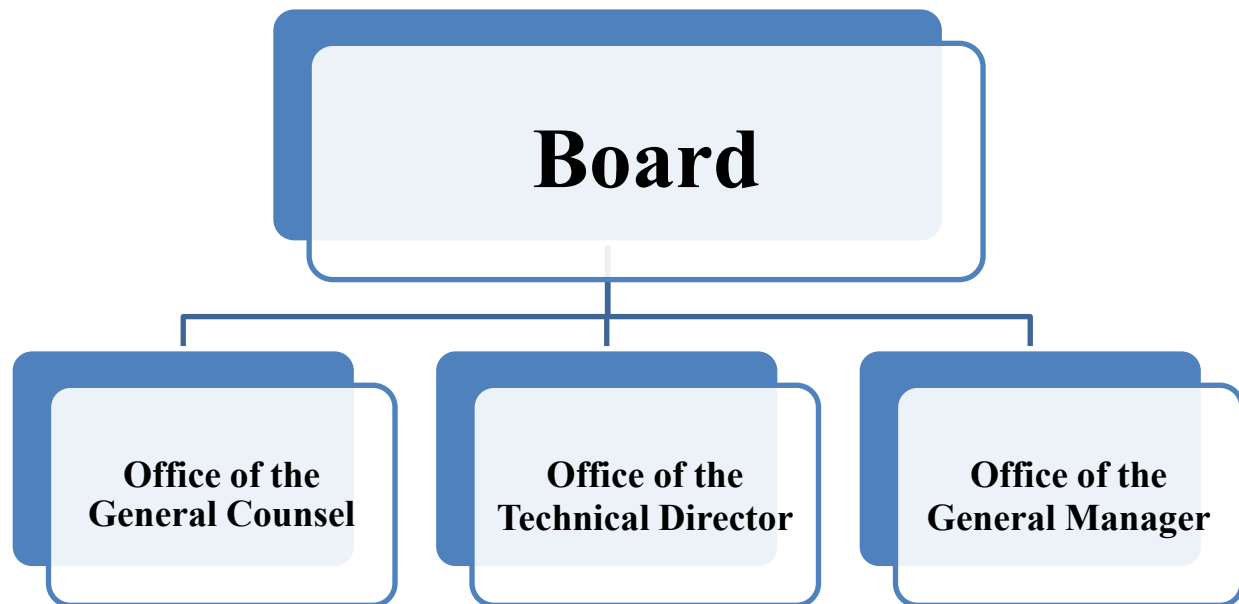 Board
Office of the
General Counsel
Office of the
Technical Director
Office of the
General Manager